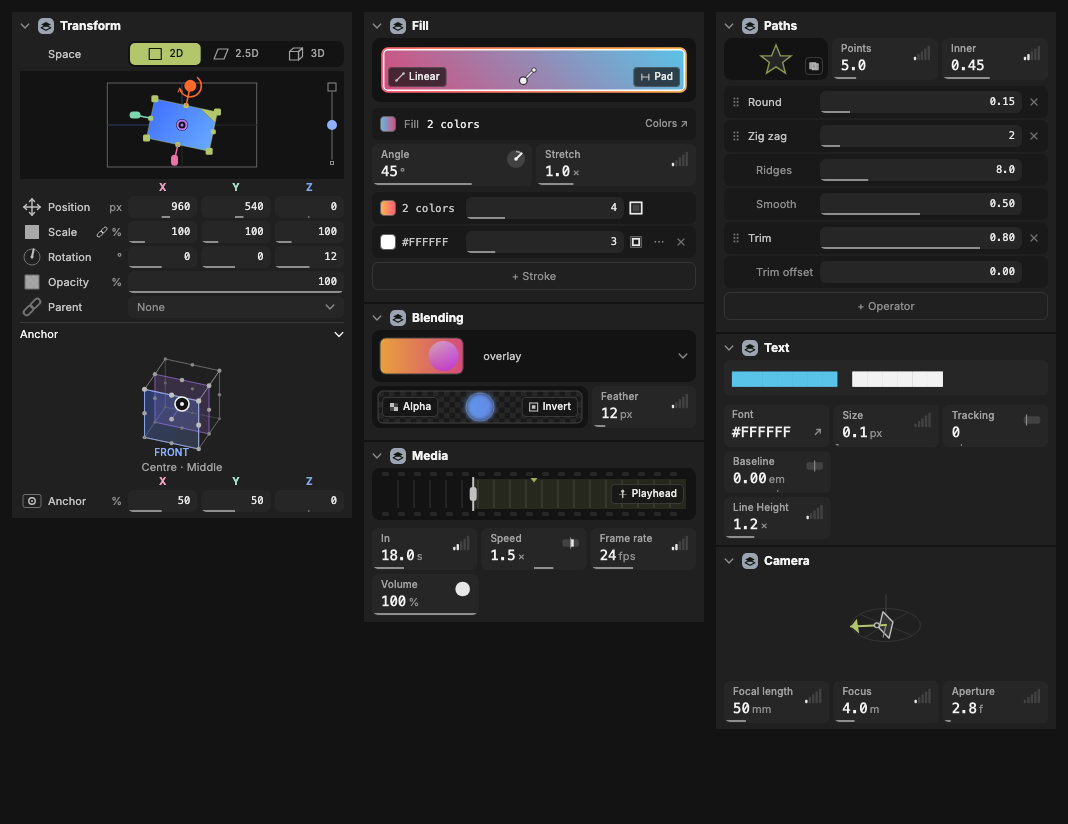 Transform
Space 2D 2.5D 3D
X Y Z
Position px 960 540 0
Scale % 100 100 100
Rotation ° 0 0 12
Opacity % 100
Parent None
Anchor
FRONT
Centre · Middle
X Y Z
Anchor % 50 50 0
Fill
Linear Pad
Fill 2 colors Colors ↗
Angle Stretch
45° 1.0×
2 colors 4
#FFFFFF 3 ··· ×
+ Stroke
Blending
overlay
Alpha Invert
Feather
12px
Media
Playhead
In Speed Frame rate
18.0s 1.5× 24fps
Volume
100%
Paths
Points Inner
5.0 0.45
Round 0.15 ×
Zig zag 2 ×
Ridges 8.0
Smooth 0.50
Trim 0.80 ×
Trim offset 0.00
+ Operator
Text
Font Size Tracking
#FFFFFF ↗ 0.1px 0
Baseline
0.00em
Line Height
1.2×
Camera
Focal length Focus Aperture
50mm 4.0m 2.8f